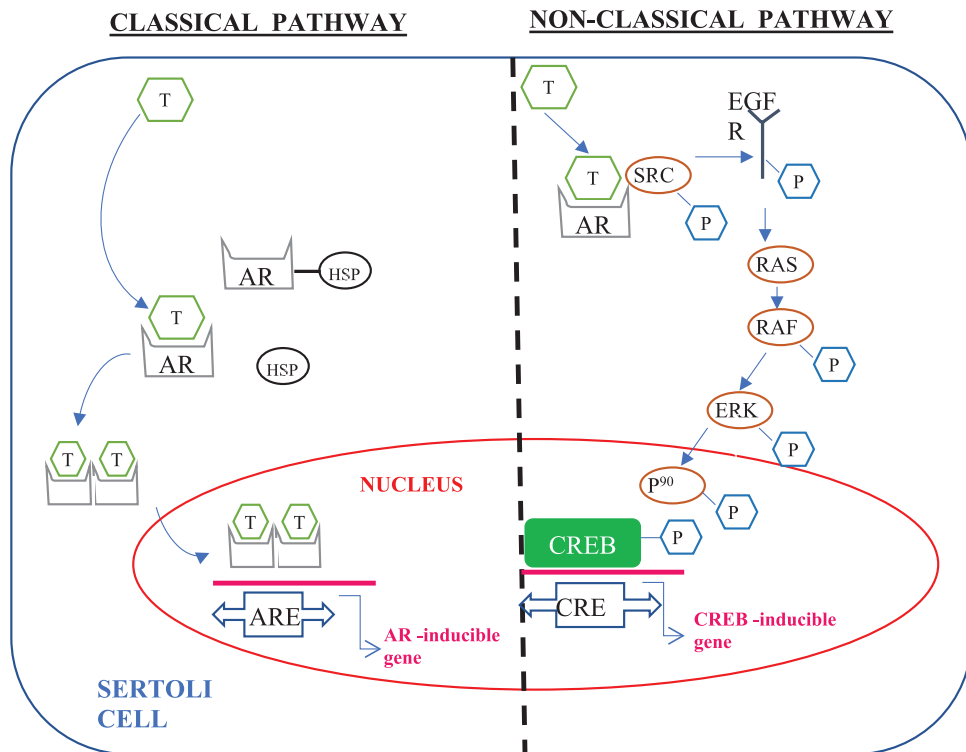 CLASSICAL PATHWAY
T
AR
HSP
T
AR
HSP
T T
T T
ARE
AR -inducible
gene
SERTOLI
CELL
NUCLEUS
NON-CLASSICAL PATHWAY
T
EGF
R
P
T
SRC
AR
P
RAS
RAF
P
ERK
P
P⁹⁰
P
CREB
P
CRE
CREB -inducible
gene